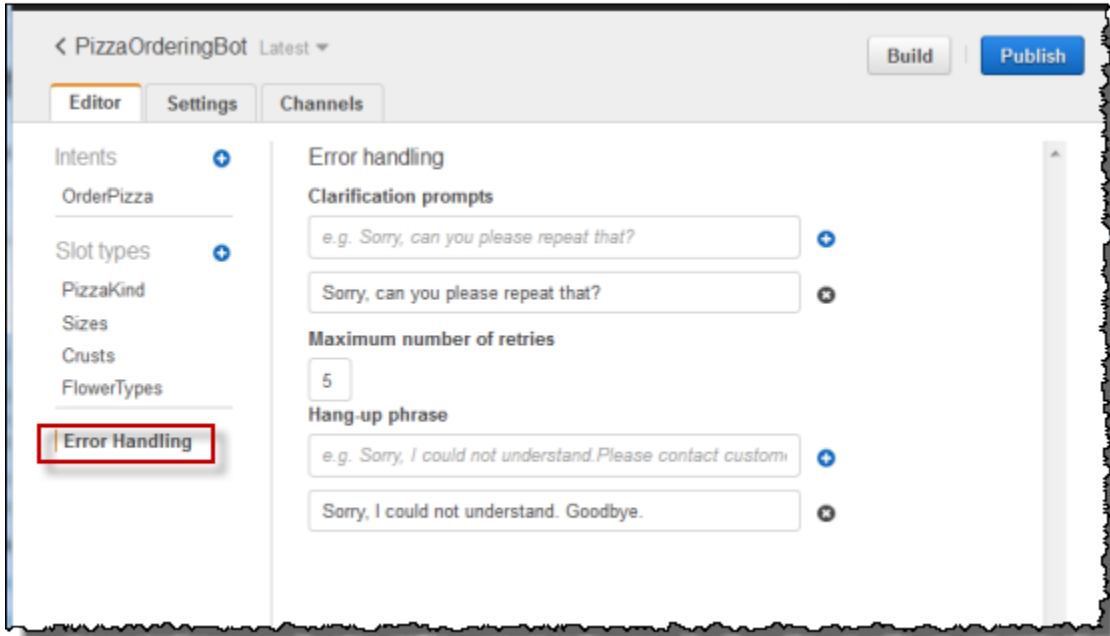 < PizzaOrderingBot Latest
Build
Publish
Editor
Settings
Channels
Intents
OrderPizza
Slot types
PizzaKind
Sizes
Crusts
FlowerTypes
Error Handling
Error handling
Clarification prompts
e.g. Sorry, can you please repeat that?
Sorry, can you please repeat that?
Maximum number of retries
5
Hang-up phrase
e.g. Sorry, I could not understand.Please contact custom
Sorry, I could not understand. Goodbye.